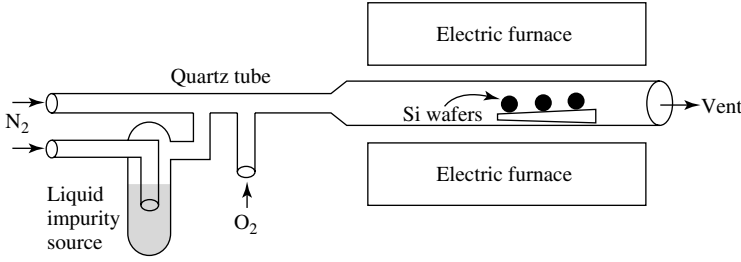 Electric furnace
Quartz tube
N₂
Si wafers
Vent
Liquid
impurity
source
O₂
Electric furnace